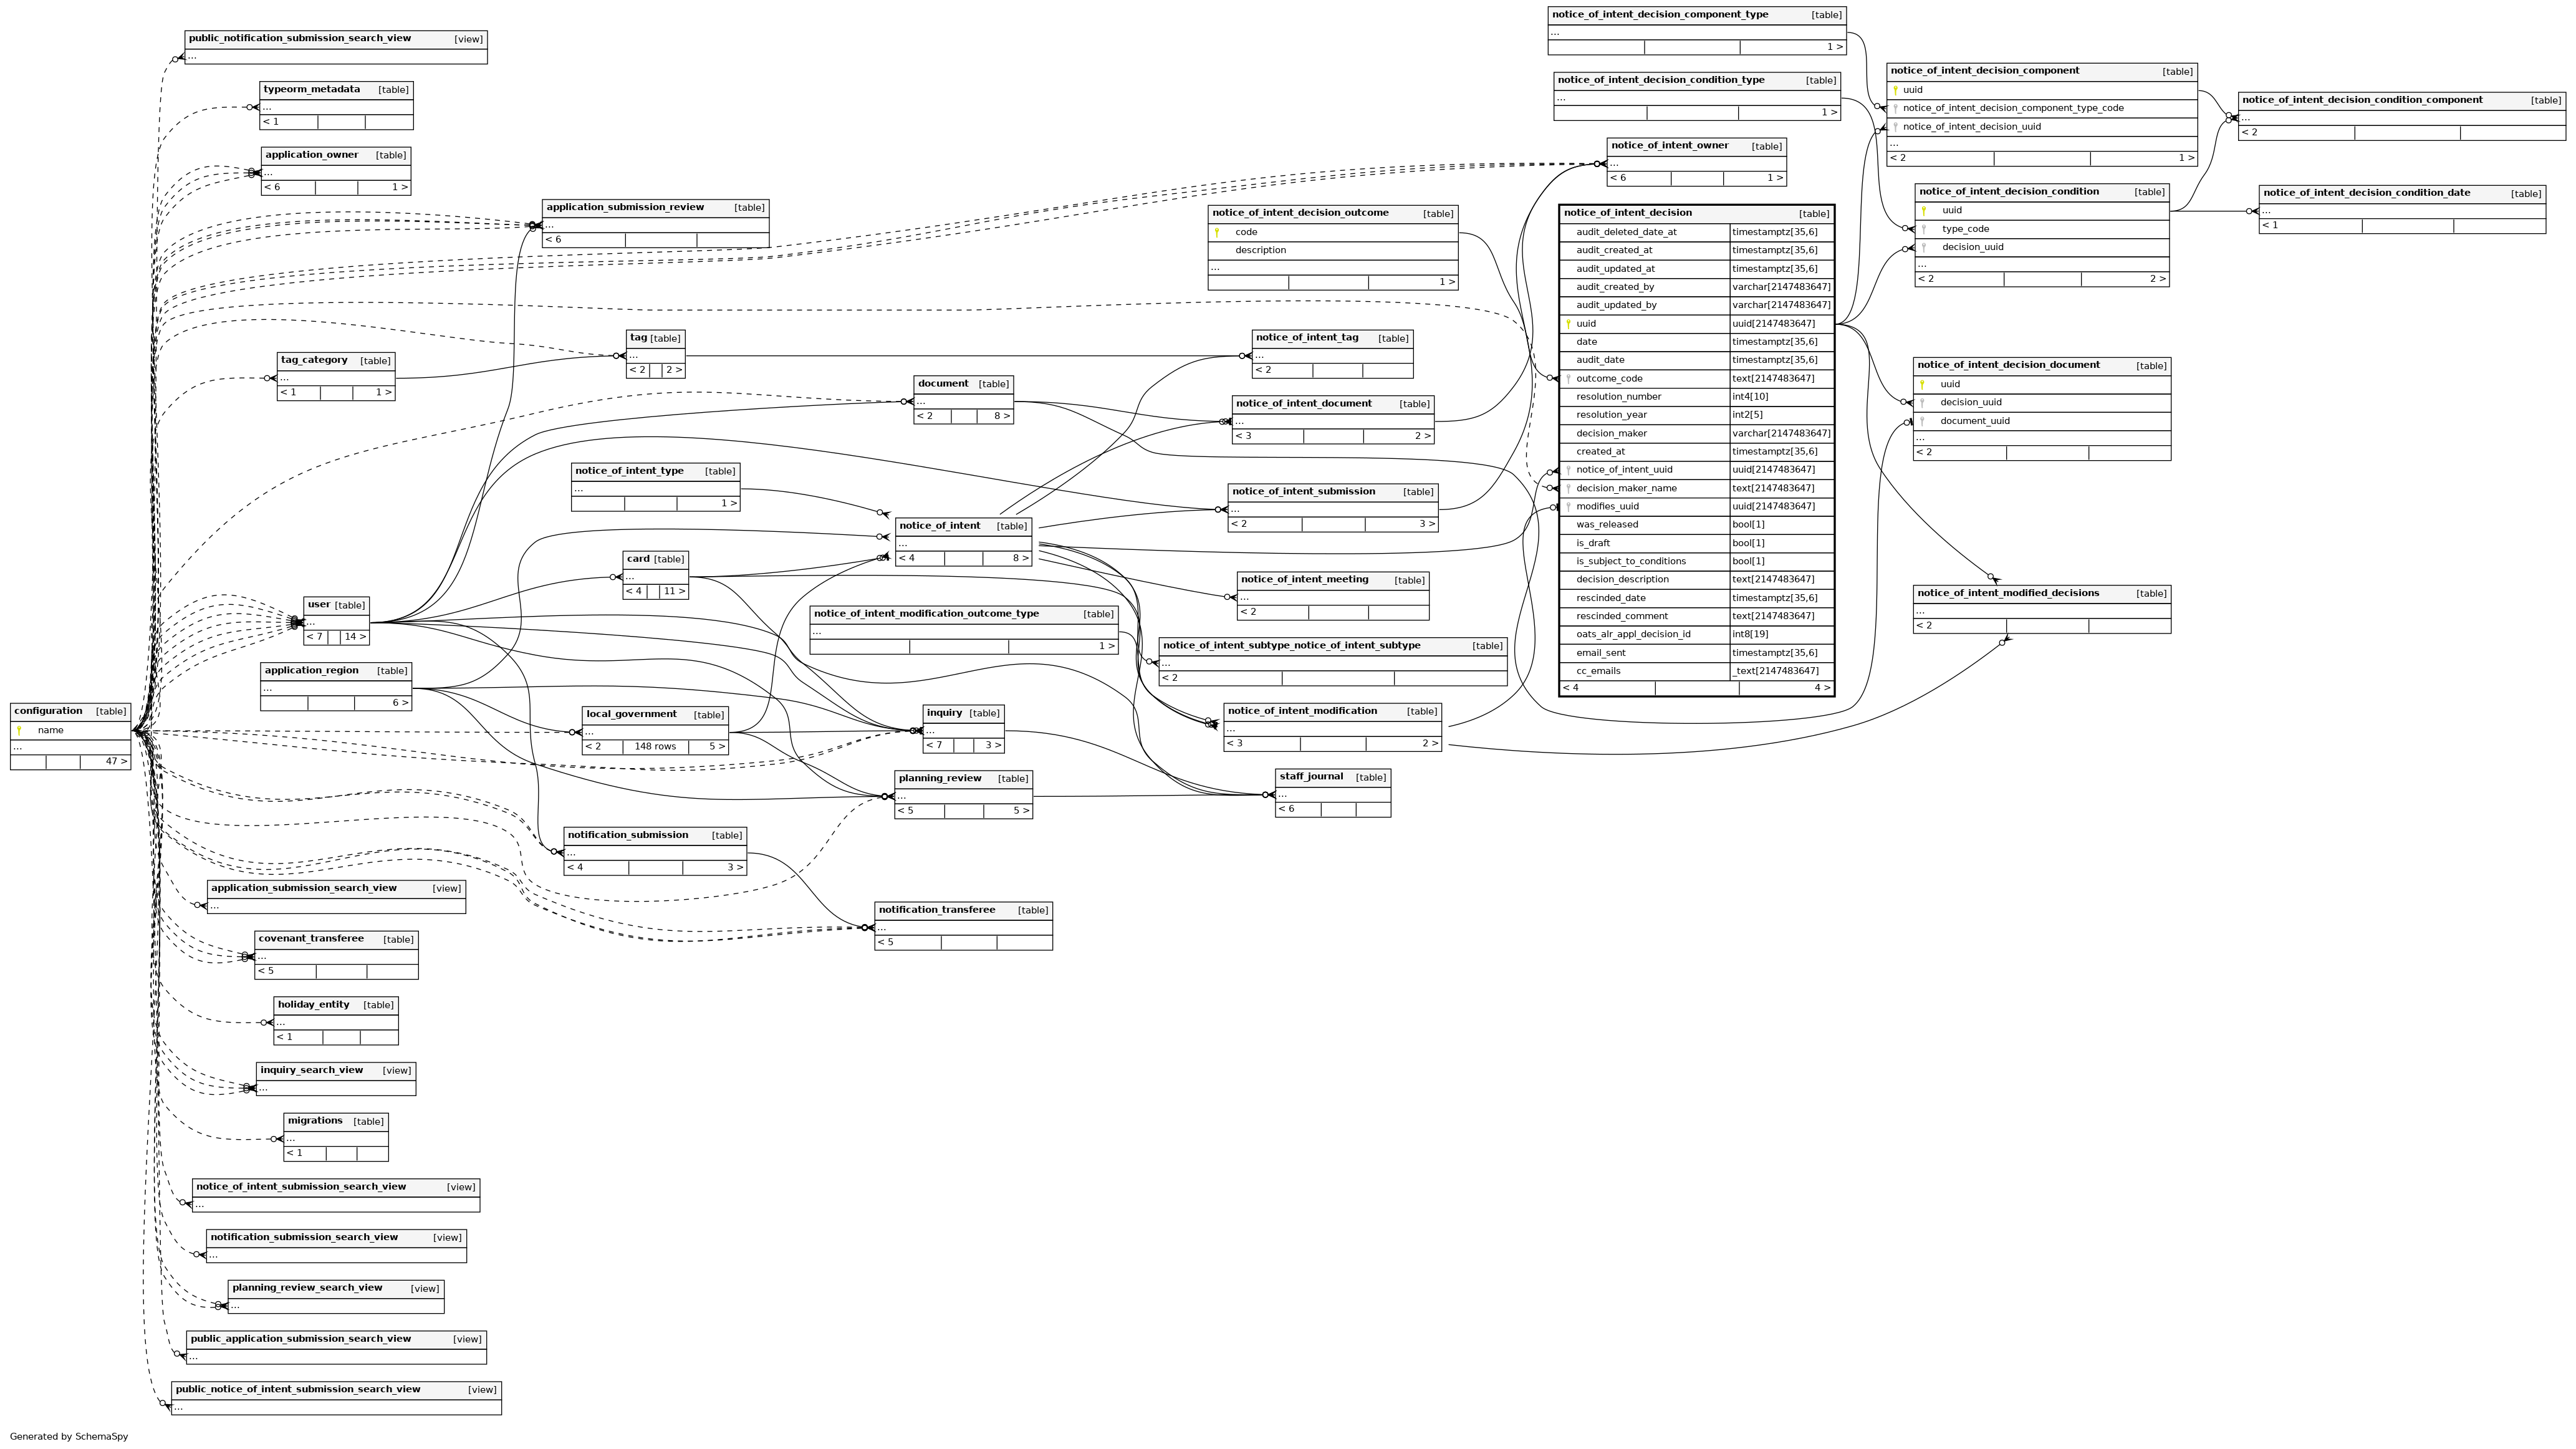 public_notification_submission_search_view [view]
...
typeorm_metadata [table]
...
< 1
application_owner [table]
...
< 6 1 >
application_submission_review [table]
...
< 6
tag_category [table]
...
< 1 1 >
tag [table]
...
< 2 2 >
document [table]
...
< 2 8 >
notice_of_intent_type [table]
...
1 >
notice_of_intent [table]
...
< 4 8 >
card [table]
...
< 4 11 >
user [table]
...
< 7 14 >
application_region [table]
...
6 >
configuration [table]
name
...
47 >
local_government [table]
...
< 2 148 rows 5 >
notice_of_intent_modification_outcome_type [table]
...
1 >
inquiry [table]
...
< 7 3 >
planning_review [table]
...
< 5 5 >
notification_submission [table]
...
< 4 3 >
notification_transferee [table]
...
< 5
application_submission_search_view [view]
...
covenant_transferee [table]
...
< 5
holiday_entity [table]
...
< 1
inquiry_search_view [view]
...
migrations [table]
...
< 1
notice_of_intent_submission_search_view [view]
...
notification_submission_search_view [view]
...
planning_review_search_view [view]
...
public_application_submission_search_view [view]
...
public_notice_of_intent_submission_search_view [view]
...
notice_of_intent_decision_outcome [table]
code
description
...
1 >
notice_of_intent_tag [table]
...
< 2
notice_of_intent_document [table]
...
< 3 2 >
notice_of_intent_submission [table]
...
< 2 3 >
notice_of_intent_meeting [table]
...
< 2
notice_of_intent_subtype_notice_of_intent_subtype [table]
...
< 2
notice_of_intent_modification [table]
...
< 3 2 >
staff_journal [table]
...
< 6
notice_of_intent_decision_component_type [table]
...
1 >
notice_of_intent_decision_condition_type [table]
...
1 >
notice_of_intent_owner [table]
...
< 6 1 >
notice_of_intent_decision [table]
audit_deleted_date_at timestamptz[35,6]
audit_created_at timestamptz[35,6]
audit_updated_at timestamptz[35,6]
audit_created_by varchar[2147483647]
audit_updated_by varchar[2147483647]
uuid uuid[2147483647]
date timestamptz[35,6]
audit_date timestamptz[35,6]
outcome_code text[2147483647]
resolution_number int4[10]
resolution_year int2[5]
decision_maker varchar[2147483647]
created_at timestamptz[35,6]
notice_of_intent_uuid uuid[2147483647]
decision_maker_name text[2147483647]
modifies_uuid uuid[2147483647]
was_released bool[1]
is_draft bool[1]
is_subject_to_conditions bool[1]
decision_description text[2147483647]
rescinded_date timestamptz[35,6]
rescinded_comment text[2147483647]
oats_alr_appl_decision_id int8[19]
email_sent timestamptz[35,6]
cc_emails _text[2147483647]
< 4 4 >
notice_of_intent_decision_component [table]
uuid
notice_of_intent_decision_component_type_code
notice_of_intent_decision_uuid
...
< 2 1 >
notice_of_intent_decision_condition [table]
uuid
type_code
decision_uuid
...
< 2 2 >
notice_of_intent_decision_document [table]
uuid
decision_uuid
document_uuid
...
< 2
notice_of_intent_modified_decisions [table]
...
< 2
notice_of_intent_decision_condition_component [table]
...
< 2
notice_of_intent_decision_condition_date [table]
...
< 1
Generated by SchemaSpy